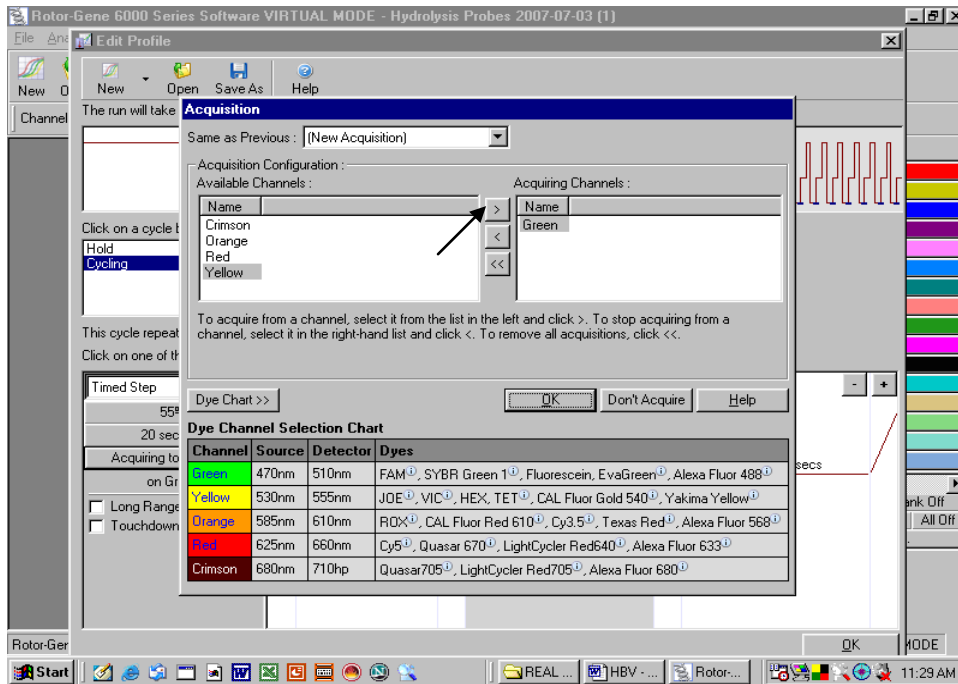 Rotor-Gene 6000 Series Software VIRTUAL MODE - Hydrolysis Probes 2007-07-03 (1)
File Ana
Edit Profile
New
New Open Save As Help
Channel
The run will take
Acquisition
Same as Previous : (New Acquisition)
Acquisition Configuration :
Available Channels : Acquiring Channels :
Name Name
Crimson Green
Orange
Red
Yellow
>
<
<<
Click on a cycle b
Hold
Cycling
To acquire from a channel, select it from the list in the left and click >. To stop acquiring from a
channel, select it in the right-hand list and click <. To remove all acquisitions, click <<.
This cycle repeat
Click on one of th
Timed Step - +
55º
20 sec
Acquiring to
on Gr
Long Range
Touchdown
secs
Dye Chart >> OK Don't Acquire Help
Dye Channel Selection Chart
Channel Source Detector Dyes
Green 470nm 510nm FAM, SYBR Green 1, Fluorescein, EvaGreen, Alexa Fluor 488
Yellow 530nm 555nm JOE, VIC, HEX, TET, CAL Fluor Gold 540, Yakima Yellow
Orange 585nm 610nm ROX, CAL Fluor Red 610, Cy3.5, Texas Red, Alexa Fluor 568
Red 625nm 660nm Cy5, Quasar 670, LightCycler Red640, Alexa Fluor 633
Crimson 680nm 710hp Quasar705, LightCycler Red705, Alexa Fluor 680
ank Off
All Off
OK
Rotor-Ger MODE
Start REAL ... HBV - ... Rotor-... 11:29 AM